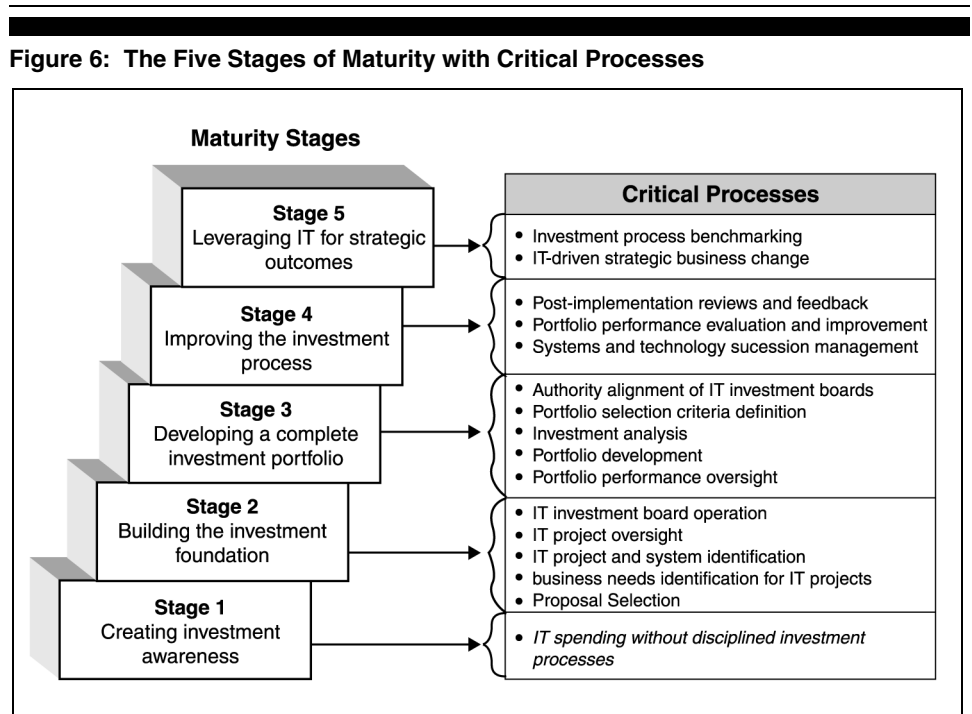 Figure 6: The Five Stages of Maturity with Critical Processes
Maturity Stages
Critical Processes
Stage 5
Leveraging IT for strategic
outcomes
• Investment process benchmarking
• IT-driven strategic business change
Stage 4
Improving the investment
process
• Post-implementation reviews and feedback
• Portfolio performance evaluation and improvement
• Systems and technology sucession management
Stage 3
Developing a complete
investment portfolio
• Authority alignment of IT investment boards
• Portfolio selection criteria definition
• Investment analysis
• Portfolio development
• Portfolio performance oversight
Stage 2
Building the investment
foundation
• IT investment board operation
• IT project oversight
• IT project and system identification
• business needs identification for IT projects
• Proposal Selection
Stage 1
Creating investment
awareness
• IT spending without disciplined investment
processes